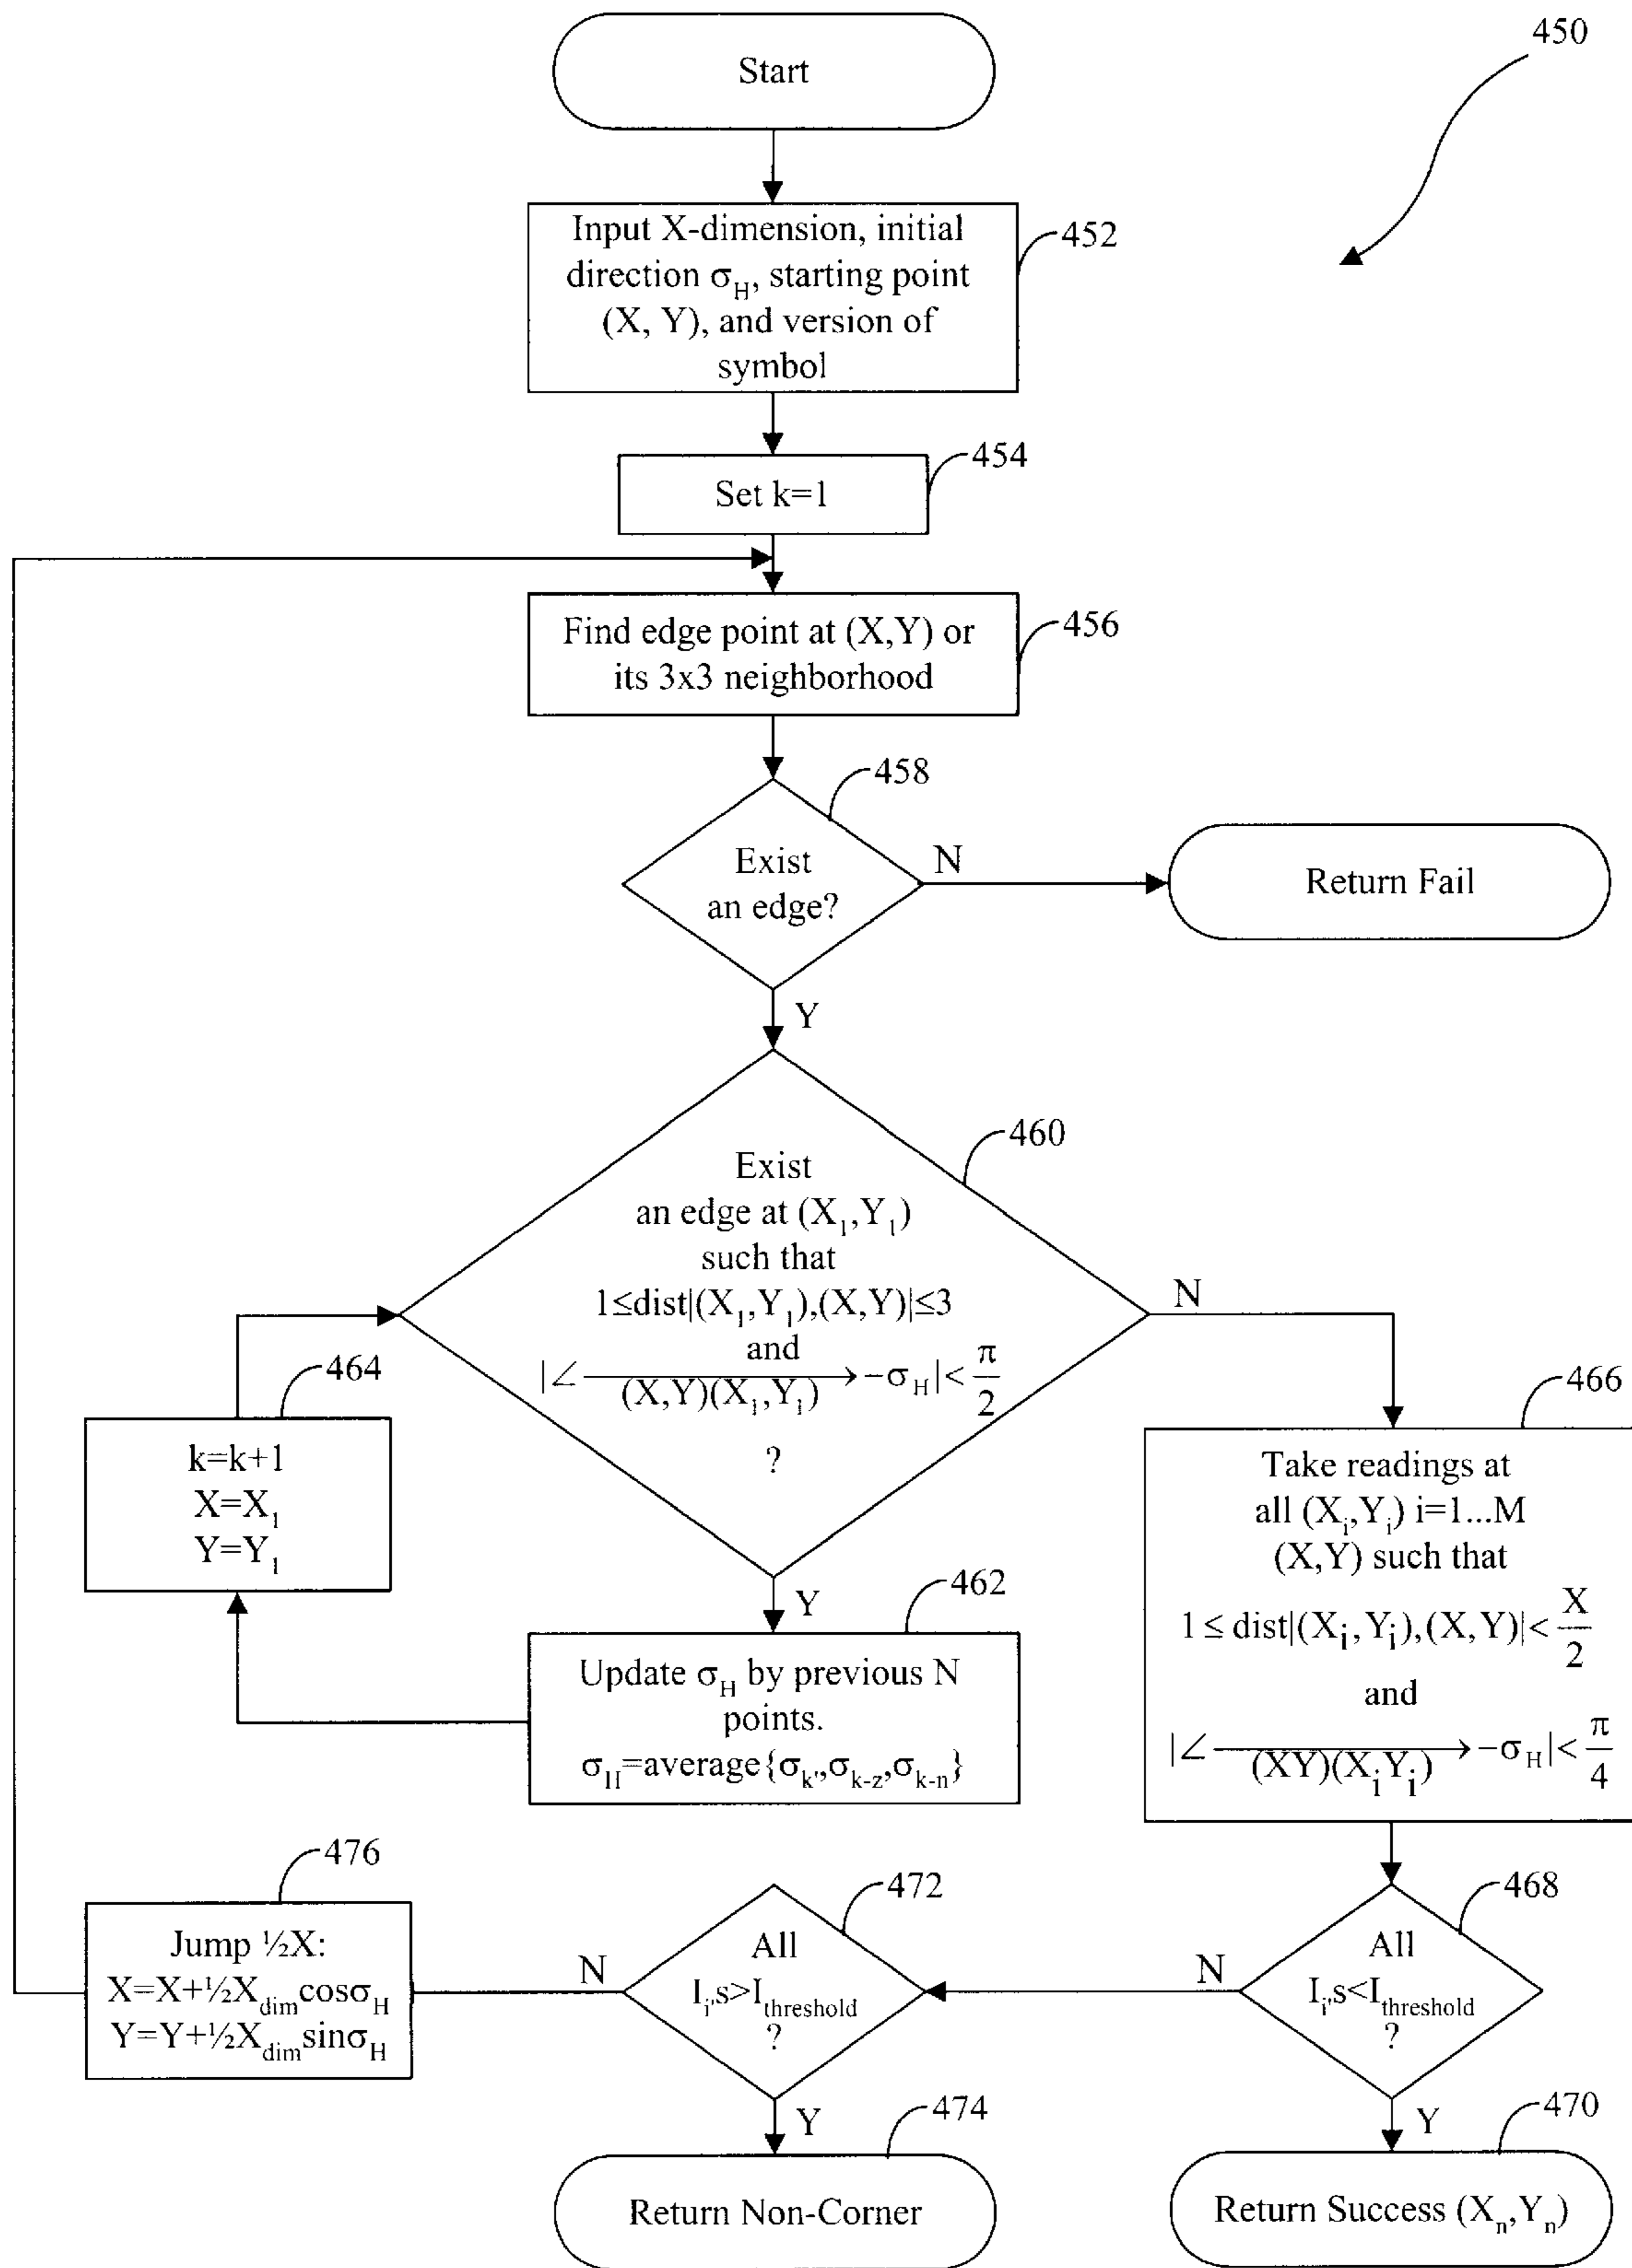 450
Start
Input X-dimension, initial
direction σH, starting point
(X, Y), and version of
symbol
452
Set k=1
454
Find edge point at (X,Y) or
its 3x3 neighborhood
456
458
Exist
an edge?
N
Return Fail
Y
460
Exist
an edge at (X1,Y1)
such that
1≤dist|(X1,Y1),(X,Y)|≤3
and
|∠ (X,Y)(X1,Y1) → -σH|< π/2
?
N
464
k=k+1
X=X1
Y=Y1
Y
462
Update σH by previous N
points.
σH=average{σk',σk-z,σk-n}
466
Take readings at
all (Xi,Yi) i=1...M
(X,Y) such that
1 ≤ dist|(Xi,Yi),(X,Y)|< X/2
and
|∠ (XY)(XiYi) → -σH|< π/4
476
Jump ½X:
X=X+½XdimcosσH
Y=Y+½XdimsinσH
N
472
All
Ii's>Ithreshold
?
N
468
All
Ii's<Ithreshold
?
Y
474
Return Non-Corner
Y
470
Return Success (Xn,Yn)